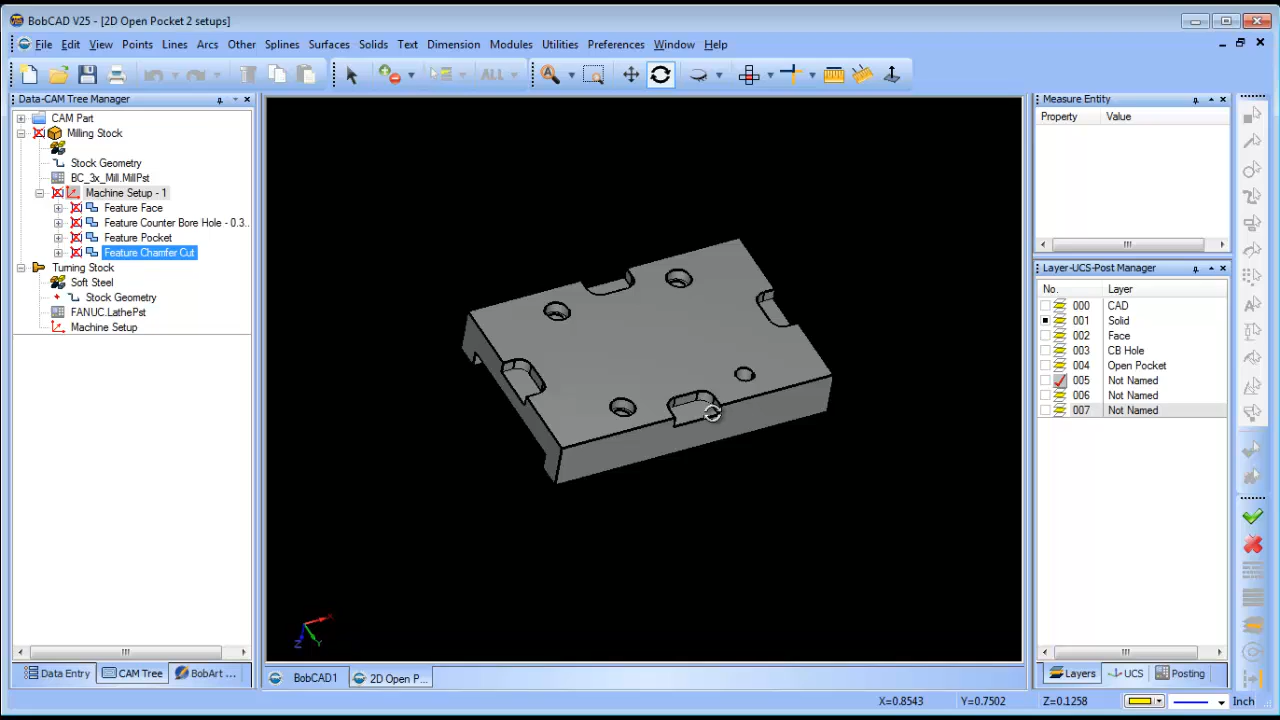 BobCAD V25 - [2D Open Pocket 2 setups]
File Edit View Points Lines Arcs Other Splines Surfaces Solids Text Dimension Modules Utilities Preferences Window Help
ALL
Data-CAM Tree Manager
CAM Part
Milling Stock
Stock Geometry
BC_3x_Mill.MillPst
Machine Setup - 1
Feature Face
Feature Counter Bore Hole - 0.3...
Feature Pocket
Feature Chamfer Cut
Turning Stock
Soft Steel
Stock Geometry
FANUC.LathePst
Machine Setup
Data Entry CAM Tree BobArt ...
X
Z Y
BobCAD1 2D Open P...
Measure Entity
Property Value
Layer-UCS-Post Manager
No. Layer
000 CAD
001 Solid
002 Face
003 CB Hole
004 Open Pocket
005 Not Named
006 Not Named
007 Not Named
Layers UCS Posting
X=0.8543 Y=0.7502 Z=0.1258 Inch